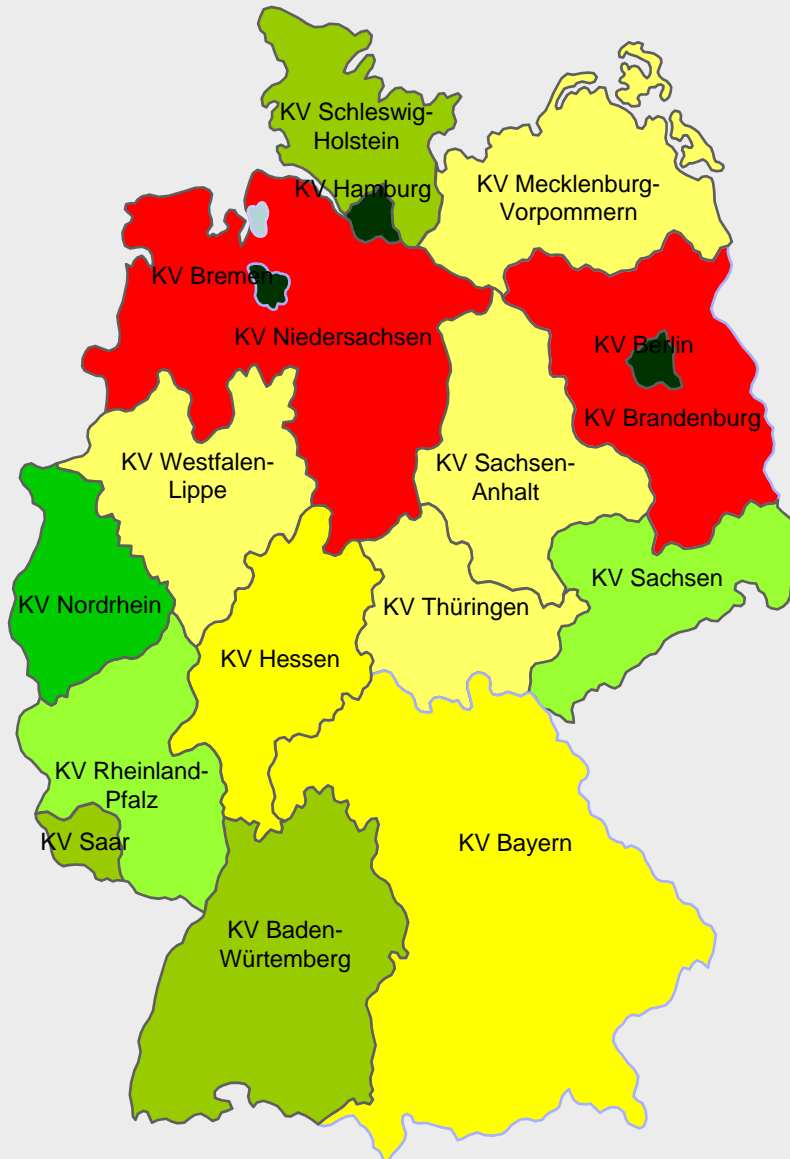 KV Schleswig-
Holstein
KV Hamburg
KV Mecklenburg-
Vorpommern
KV Bremen
KV Niedersachsen
KV Berlin
KV Brandenburg
KV Westfalen-
Lippe
KV Sachsen-
Anhalt
KV Sachsen
KV Nordrhein
KV Thüringen
KV Hessen
KV Rheinland-
Pfalz
KV Saar
KV Bayern
KV Baden-
Würtemberg